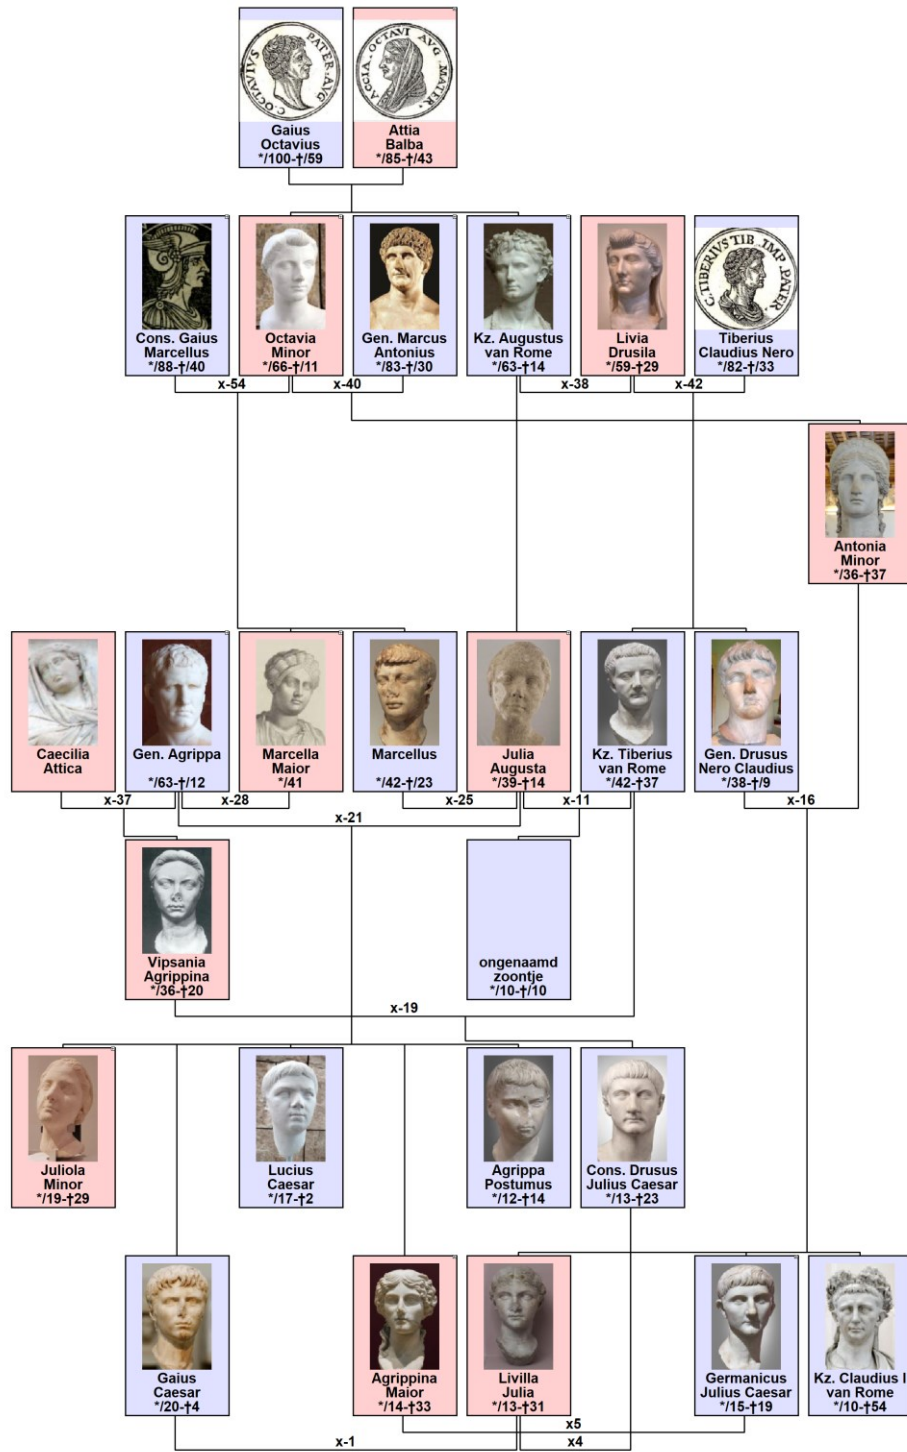 C.OCTAVIVS PATER.AVG
ACCIA.OCTAVI AVG MATER.
Gaius
Octavius
*/100-†/59
Attia
Balba
*/85-†/43
C.TIBERIVS TIB.IMP.PATER.
Cons. Gaius
Marcellus
*/88-†/40
Octavia
Minor
*/66-†/11
Gen. Marcus
Antonius
*/83-†/30
Kz. Augustus
van Rome
*/63-†14
Livia
Drusila
*/59-†29
Tiberius
Claudius Nero
*/82-†/33
x-54
x-40
x-38
x-42
Antonia
Minor
*/36-†37
Caecilia
Attica
Gen. Agrippa
*/63-†/12
Marcella
Maior
*/41
Marcellus
*/42-†/23
Julia
Augusta
*/39-†14
Kz. Tiberius
van Rome
*/42-†37
Gen. Drusus
Nero Claudius
*/38-†/9
x-37
x-28
x-25
x-11
x-16
x-21
Vipsania
Agrippina
*/36-†20
ongenaamd
zoontje
*/10-†/10
x-19
Juliola
Minor
*/19-†29
Lucius
Caesar
*/17-†2
Agrippa
Postumus
*/12-†14
Cons. Drusus
Julius Caesar
*/13-†23
Gaius
Caesar
*/20-†4
Agrippina
Maior
*/14-†33
Livilla
Julia
*/13-†31
Germanicus
Julius Caesar
*/15-†19
Kz. Claudius I
van Rome
*/10-†54
x5
x-1
x4